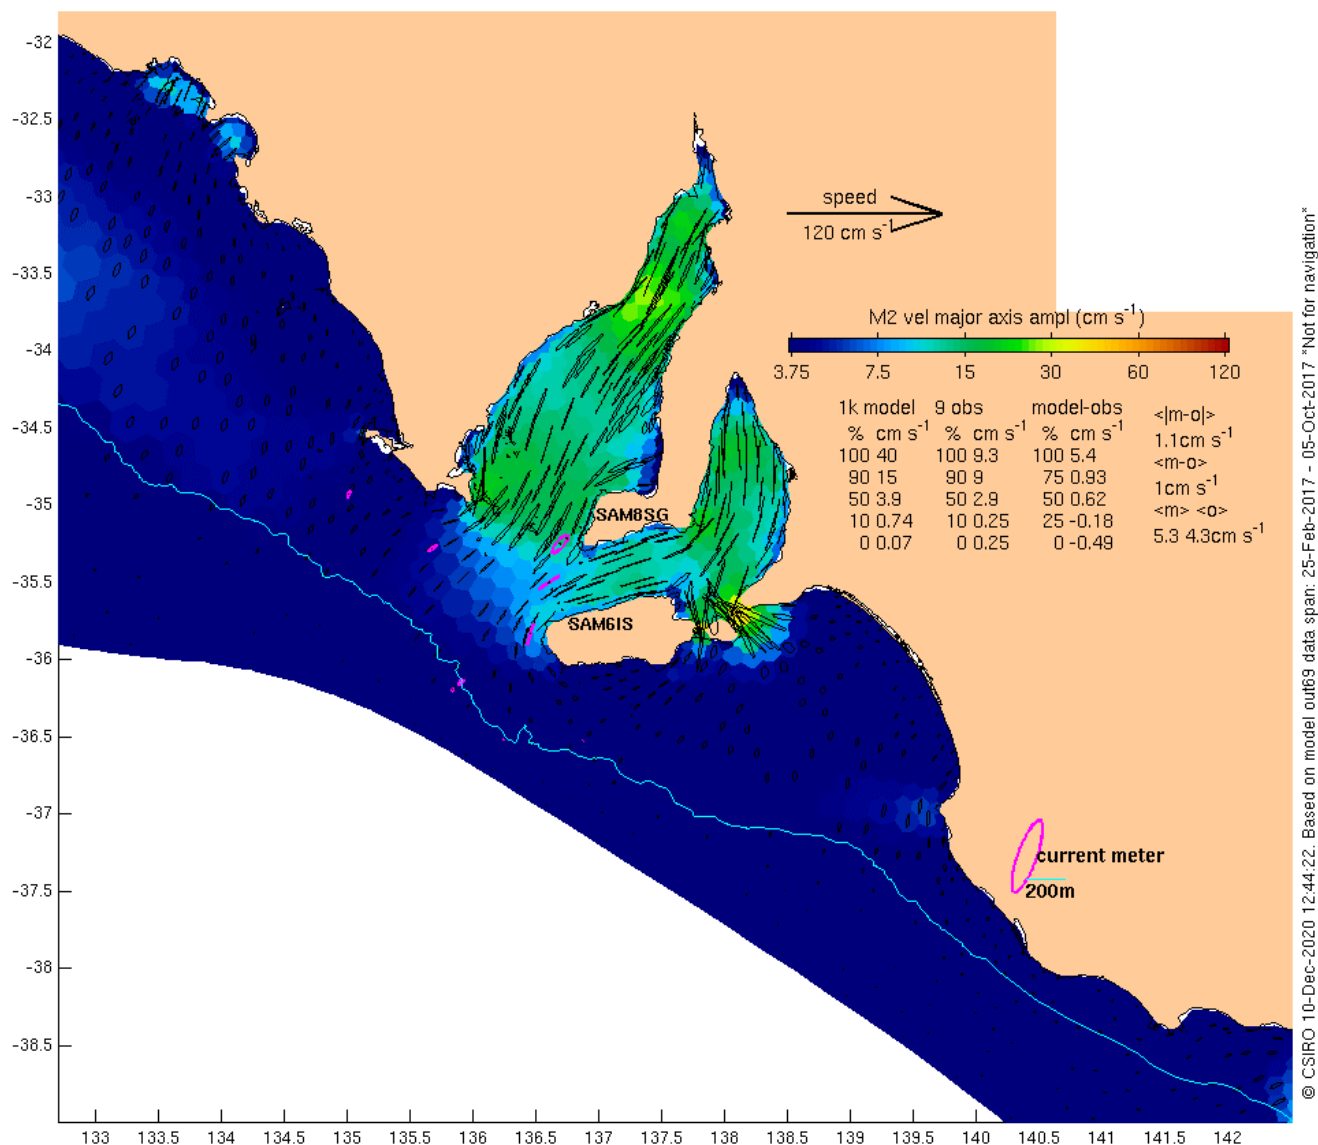 -32
-32.5
-33
-33.5
-34
-34.5
-35
-35.5
-36
-36.5
-37
-37.5
-38
-38.5
133 133.5 134 134.5 135 135.5 136 136.5 137 137.5 138 138.5 139 139.5 140 140.5 141 141.5 142
speed
120 cm s⁻¹
M2 vel major axis ampl (cm s⁻¹)
3.75 7.5 15 30 60 120
1k model 9 obs model-obs
% cm s⁻¹ % cm s⁻¹ % cm s⁻¹
100 40 100 9.3 100 5.4
90 15 90 9 75 0.93
50 3.9 50 2.9 50 0.62
10 0.74 10 0.25 25 -0.18
0 0.07 0 0.25 0 -0.49
<|m-o|>
1.1cm s⁻¹
<m-o>
1cm s⁻¹
<m> <o>
5.3 4.3cm s⁻¹
SAM8SG
SAM6IS
current meter
200m
© CSIRO 10-Dec-2020 12:44:22. Based on model out69 data span: 25-Feb-2017 - 05-Oct-2017 *Not for navigation*